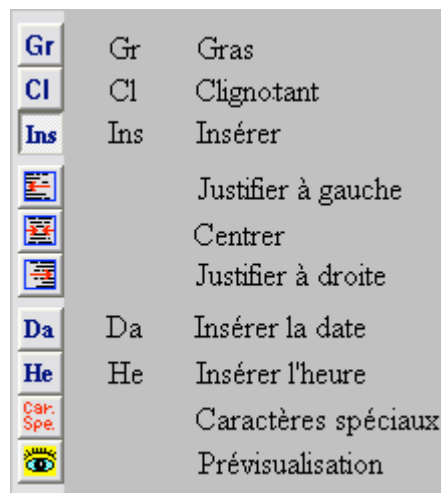 Gr Gr Gras
Cl Cl Clignotant
Ins Ins Insérer
Justifier à gauche
Centrer
Justifier à droite
Da Da Insérer la date
He He Insérer l'heure
Car.
Spe. Caractères spéciaux
Prévisualisation